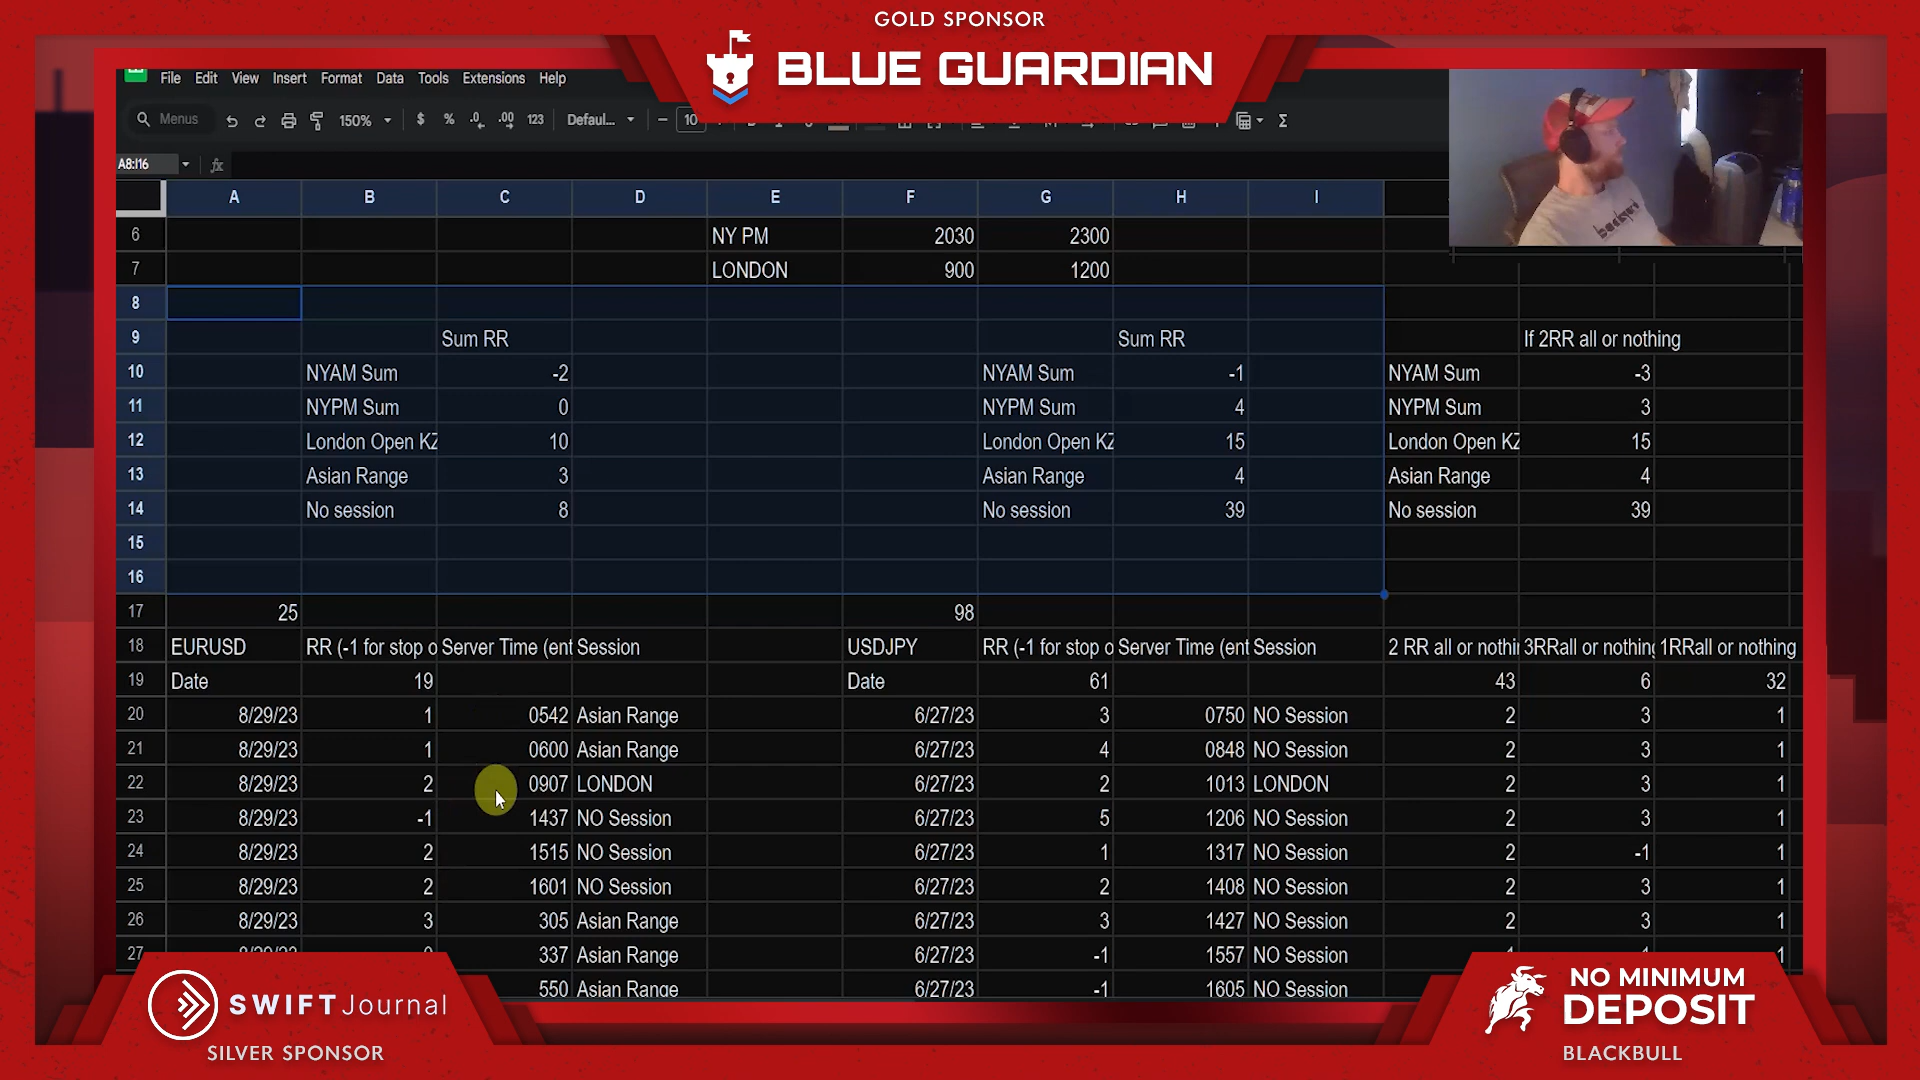 GOLD SPONSOR
BLUE GUARDIAN
File Edit View Insert Format Data Tools Extensions Help
Menus 150% $ % .0 .00 123 Defaul... 10
A8:I16 fx
A B C D E F G H I
6 NY PM 2030 2300
7 LONDON 900 1200
8
9 Sum RR Sum RR If 2RR all or nothing
10 NYAM Sum -2 NYAM Sum -1 NYAM Sum -3
11 NYPM Sum 0 NYPM Sum 4 NYPM Sum 3
12 London Open KZ 10 London Open KZ 15 London Open KZ 15
13 Asian Range 3 Asian Range 4 Asian Range 4
14 No session 8 No session 39 No session 39
15
16
17 25 98
18 EURUSD RR (-1 for stop o Server Time (ent Session USDJPY RR (-1 for stop o Server Time (ent Session 2 RR all or nothi 3RRall or nothing 1RRall or nothing
19 Date 19 Date 61 43 6 32
20 8/29/23 1 0542 Asian Range 6/27/23 3 0750 NO Session 2 3 1
21 8/29/23 1 0600 Asian Range 6/27/23 4 0848 NO Session 2 3 1
22 8/29/23 2 0907 LONDON 6/27/23 2 1013 LONDON 2 3 1
23 8/29/23 -1 1437 NO Session 6/27/23 5 1206 NO Session 2 3 1
24 8/29/23 2 1515 NO Session 6/27/23 1 1317 NO Session 2 -1 1
25 8/29/23 2 1601 NO Session 6/27/23 2 1408 NO Session 2 3 1
26 8/29/23 3 305 Asian Range 6/27/23 3 1427 NO Session 2 3 1
27 337 Asian Range 6/27/23 -1 1557 NO Session
550 Asian Range 6/27/23 -1 1605 NO Session
SWIFT Journal
SILVER SPONSOR
NO MINIMUM
DEPOSIT
BLACKBULL